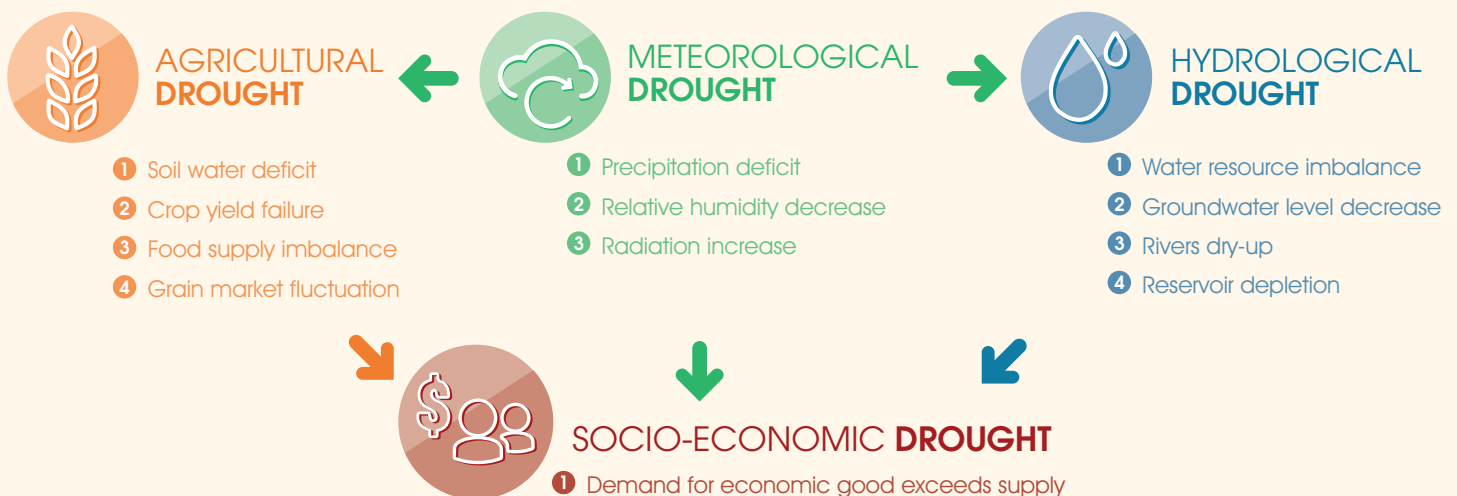 AGRICULTURAL
DROUGHT
1 Soil water deficit
2 Crop yield failure
3 Food supply imbalance
4 Grain market fluctuation
METEOROLOGICAL
DROUGHT
1 Precipitation deficit
2 Relative humidity decrease
3 Radiation increase
HYDROLOGICAL
DROUGHT
1 Water resource imbalance
2 Groundwater level decrease
3 Rivers dry-up
4 Reservoir depletion
$
SOCIO-ECONOMIC DROUGHT
1 Demand for economic good exceeds supply